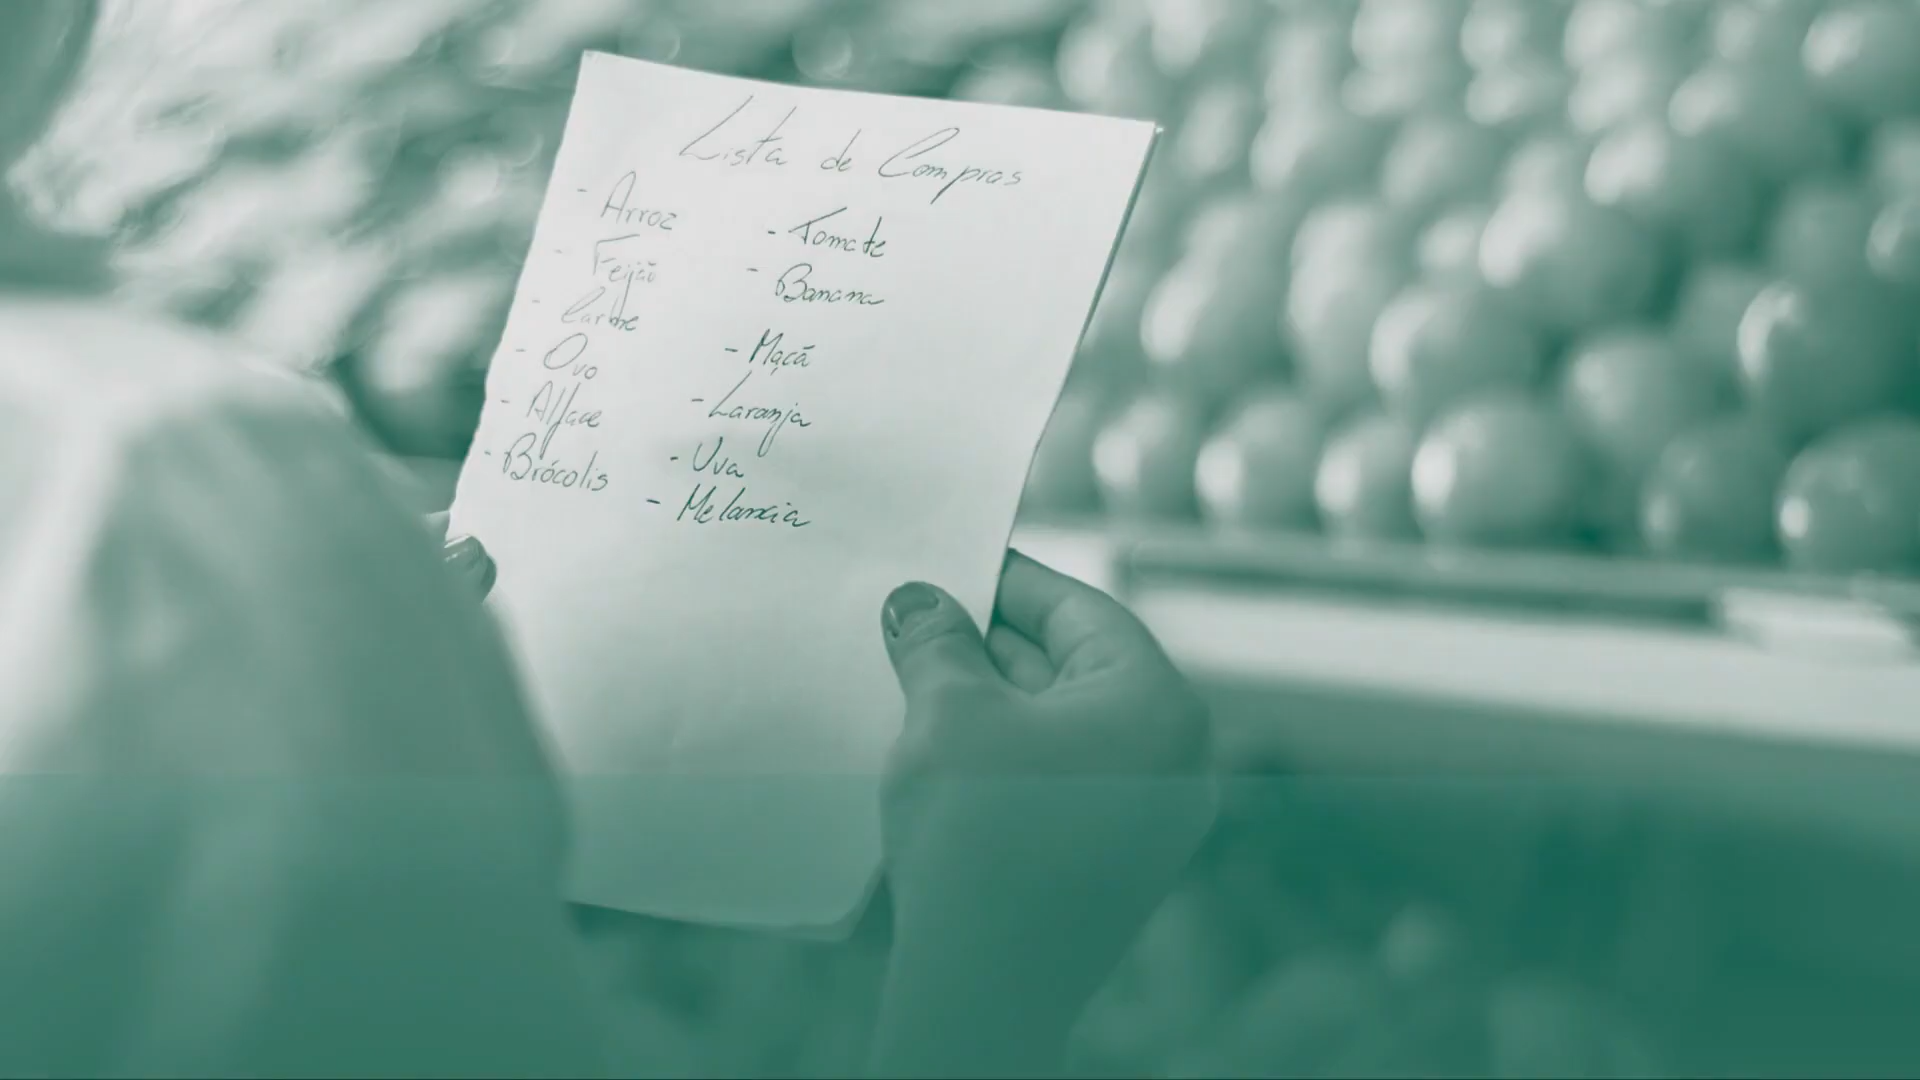 Lista de Compras
- Arroz
- Feijão
- Carne
- Ovo
- Alface
- Brócolis
- Tomate
- Banana
- Maçã
- Laranja
- Uva
- Melancia